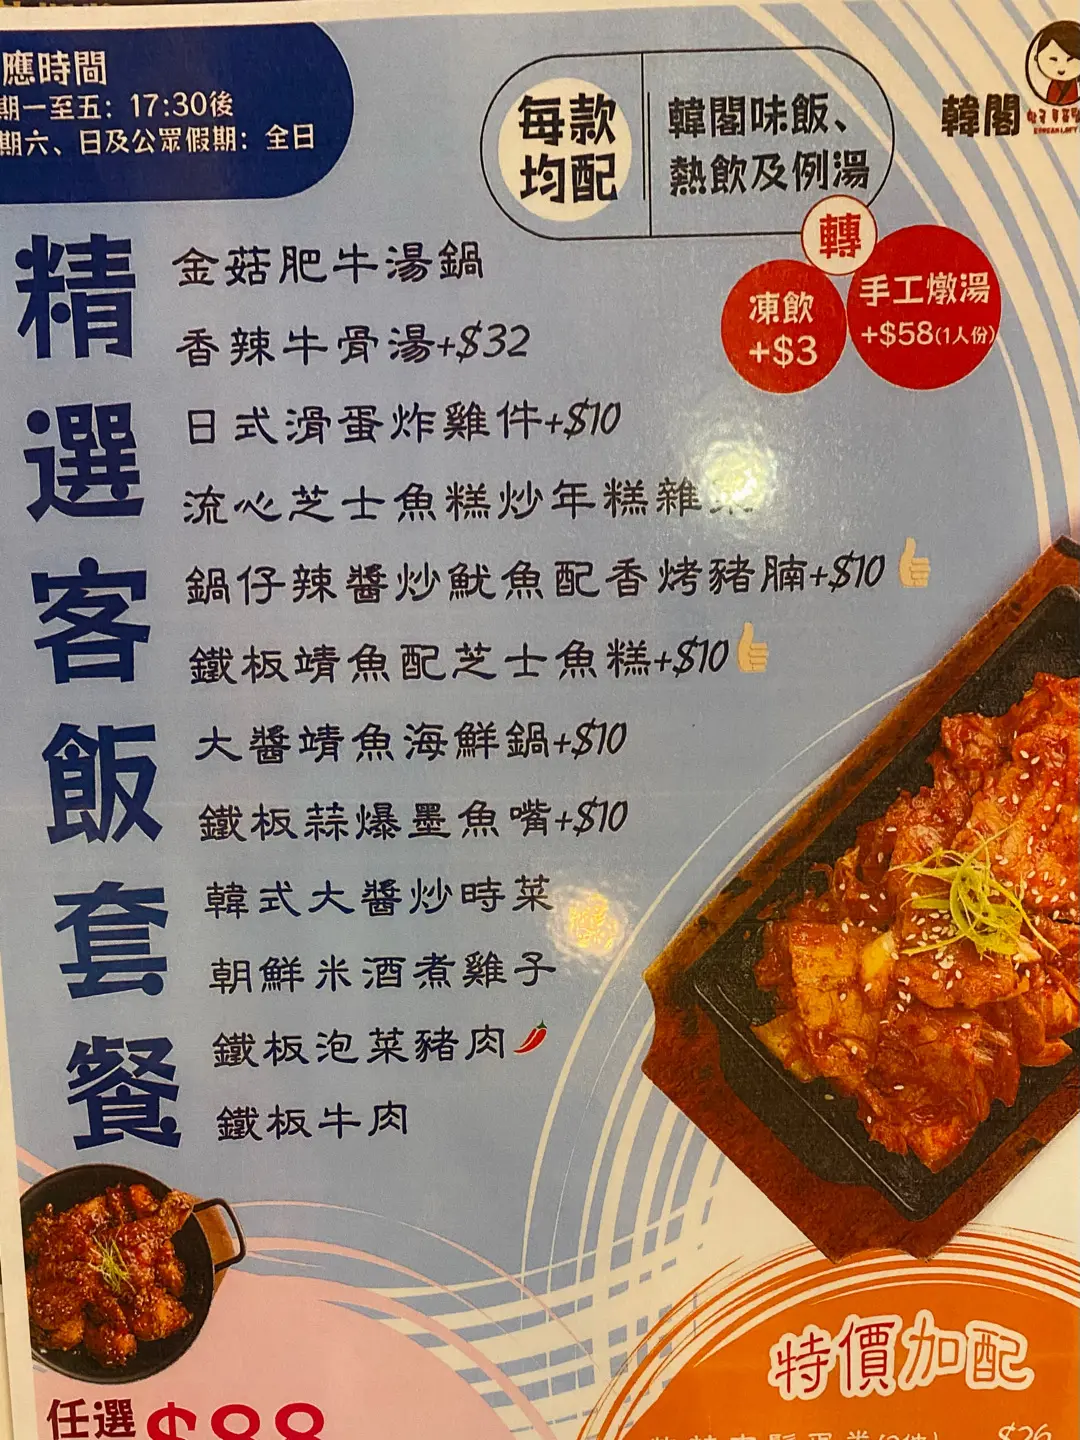 應時間
期一至五：17:30後
期六、日及公眾假期：全日
每款均配
韓閣味飯、
熱飲及例湯
韓閣
轉
凍飲
+$3
手工燉湯
+$58(1人份)
精選客飯套餐
金菇肥牛湯鍋
香辣牛骨湯+$32
日式滑蛋炸雞件+$10
流心芝士魚糕炒年糕雜菜
鍋仔辣醬炒魷魚配香烤豬腩+$10
鐵板鯖魚配芝士魚糕+$10
大醬鯖魚海鮮鍋+$10
鐵板蒜爆墨魚嘴+$10
韓式大醬炒時菜
朝鮮米酒煮雞子
鐵板泡菜豬肉
鐵板牛肉
任選$88
特價加配
$26